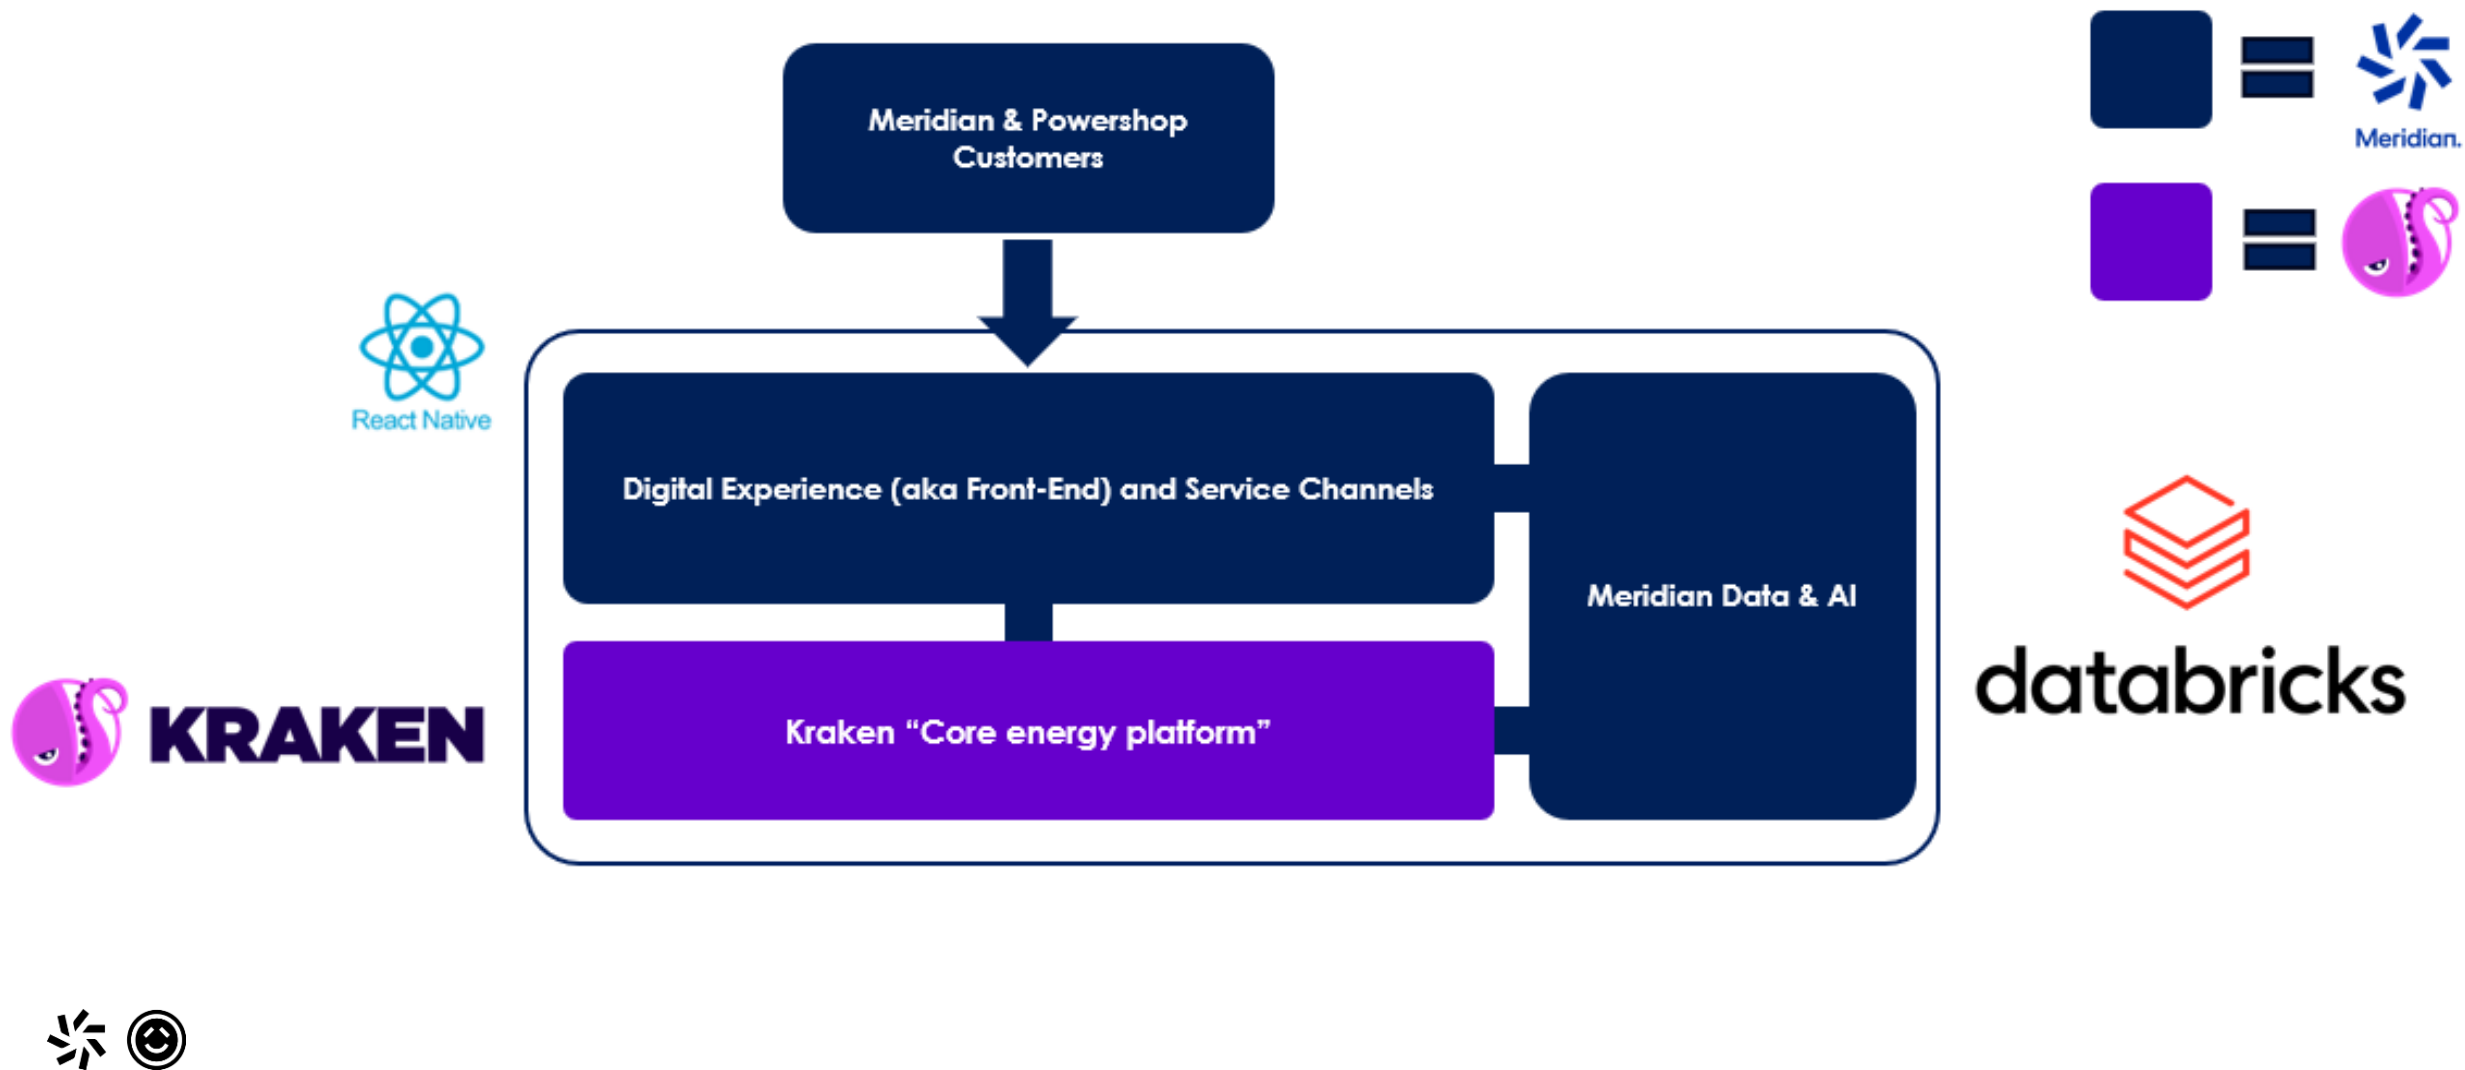 Meridian & Powershop
Customers
Meridian.
React Native
Digital Experience (aka Front-End) and Service Channels
Meridian Data & AI
databricks
KRAKEN
Kraken “Core energy platform”